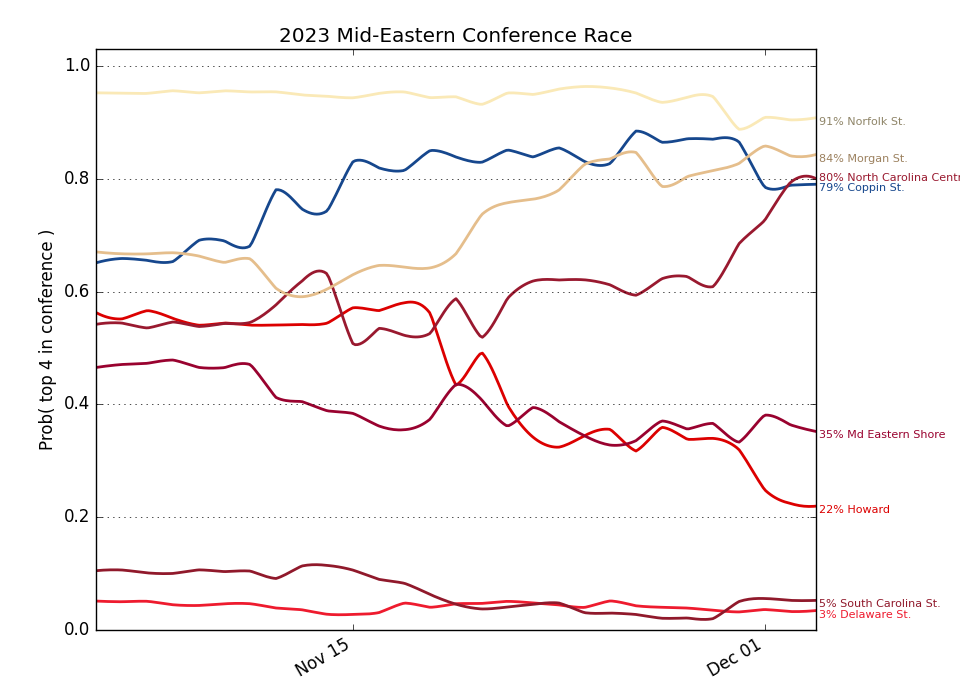 2023 Mid-Eastern Conference Race
Prob( top 4 in conference )
1.0
0.8
0.6
0.4
0.2
0.0
Nov 15
Dec 01
91% Norfolk St.
84% Morgan St.
80% North Carolina Centr
79% Coppin St.
35% Md Eastern Shore
22% Howard
5% South Carolina St.
3% Delaware St.